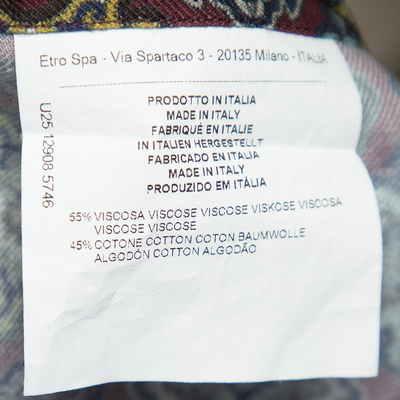 Etro Spa - Via Spartaco 3 - 20135 Milano - ITALIA
U25 12908 5746
PRODOTTO IN ITALIA
MADE IN ITALY
FABRIQUÉ EN ITALIE
IN ITALIEN HERGESTELLT
FABRICADO EN ITALIA
MADE IN ITALY
PRODUZIDO EM ITÁLIA
55% VISCOSA VISCOSE VISCOSE VISKOSE VISCOSA
VISCOSE VISCOSE
45% COTONE COTTON COTON BAUMWOLLE
ALGODÓN COTTON ALGODÃO